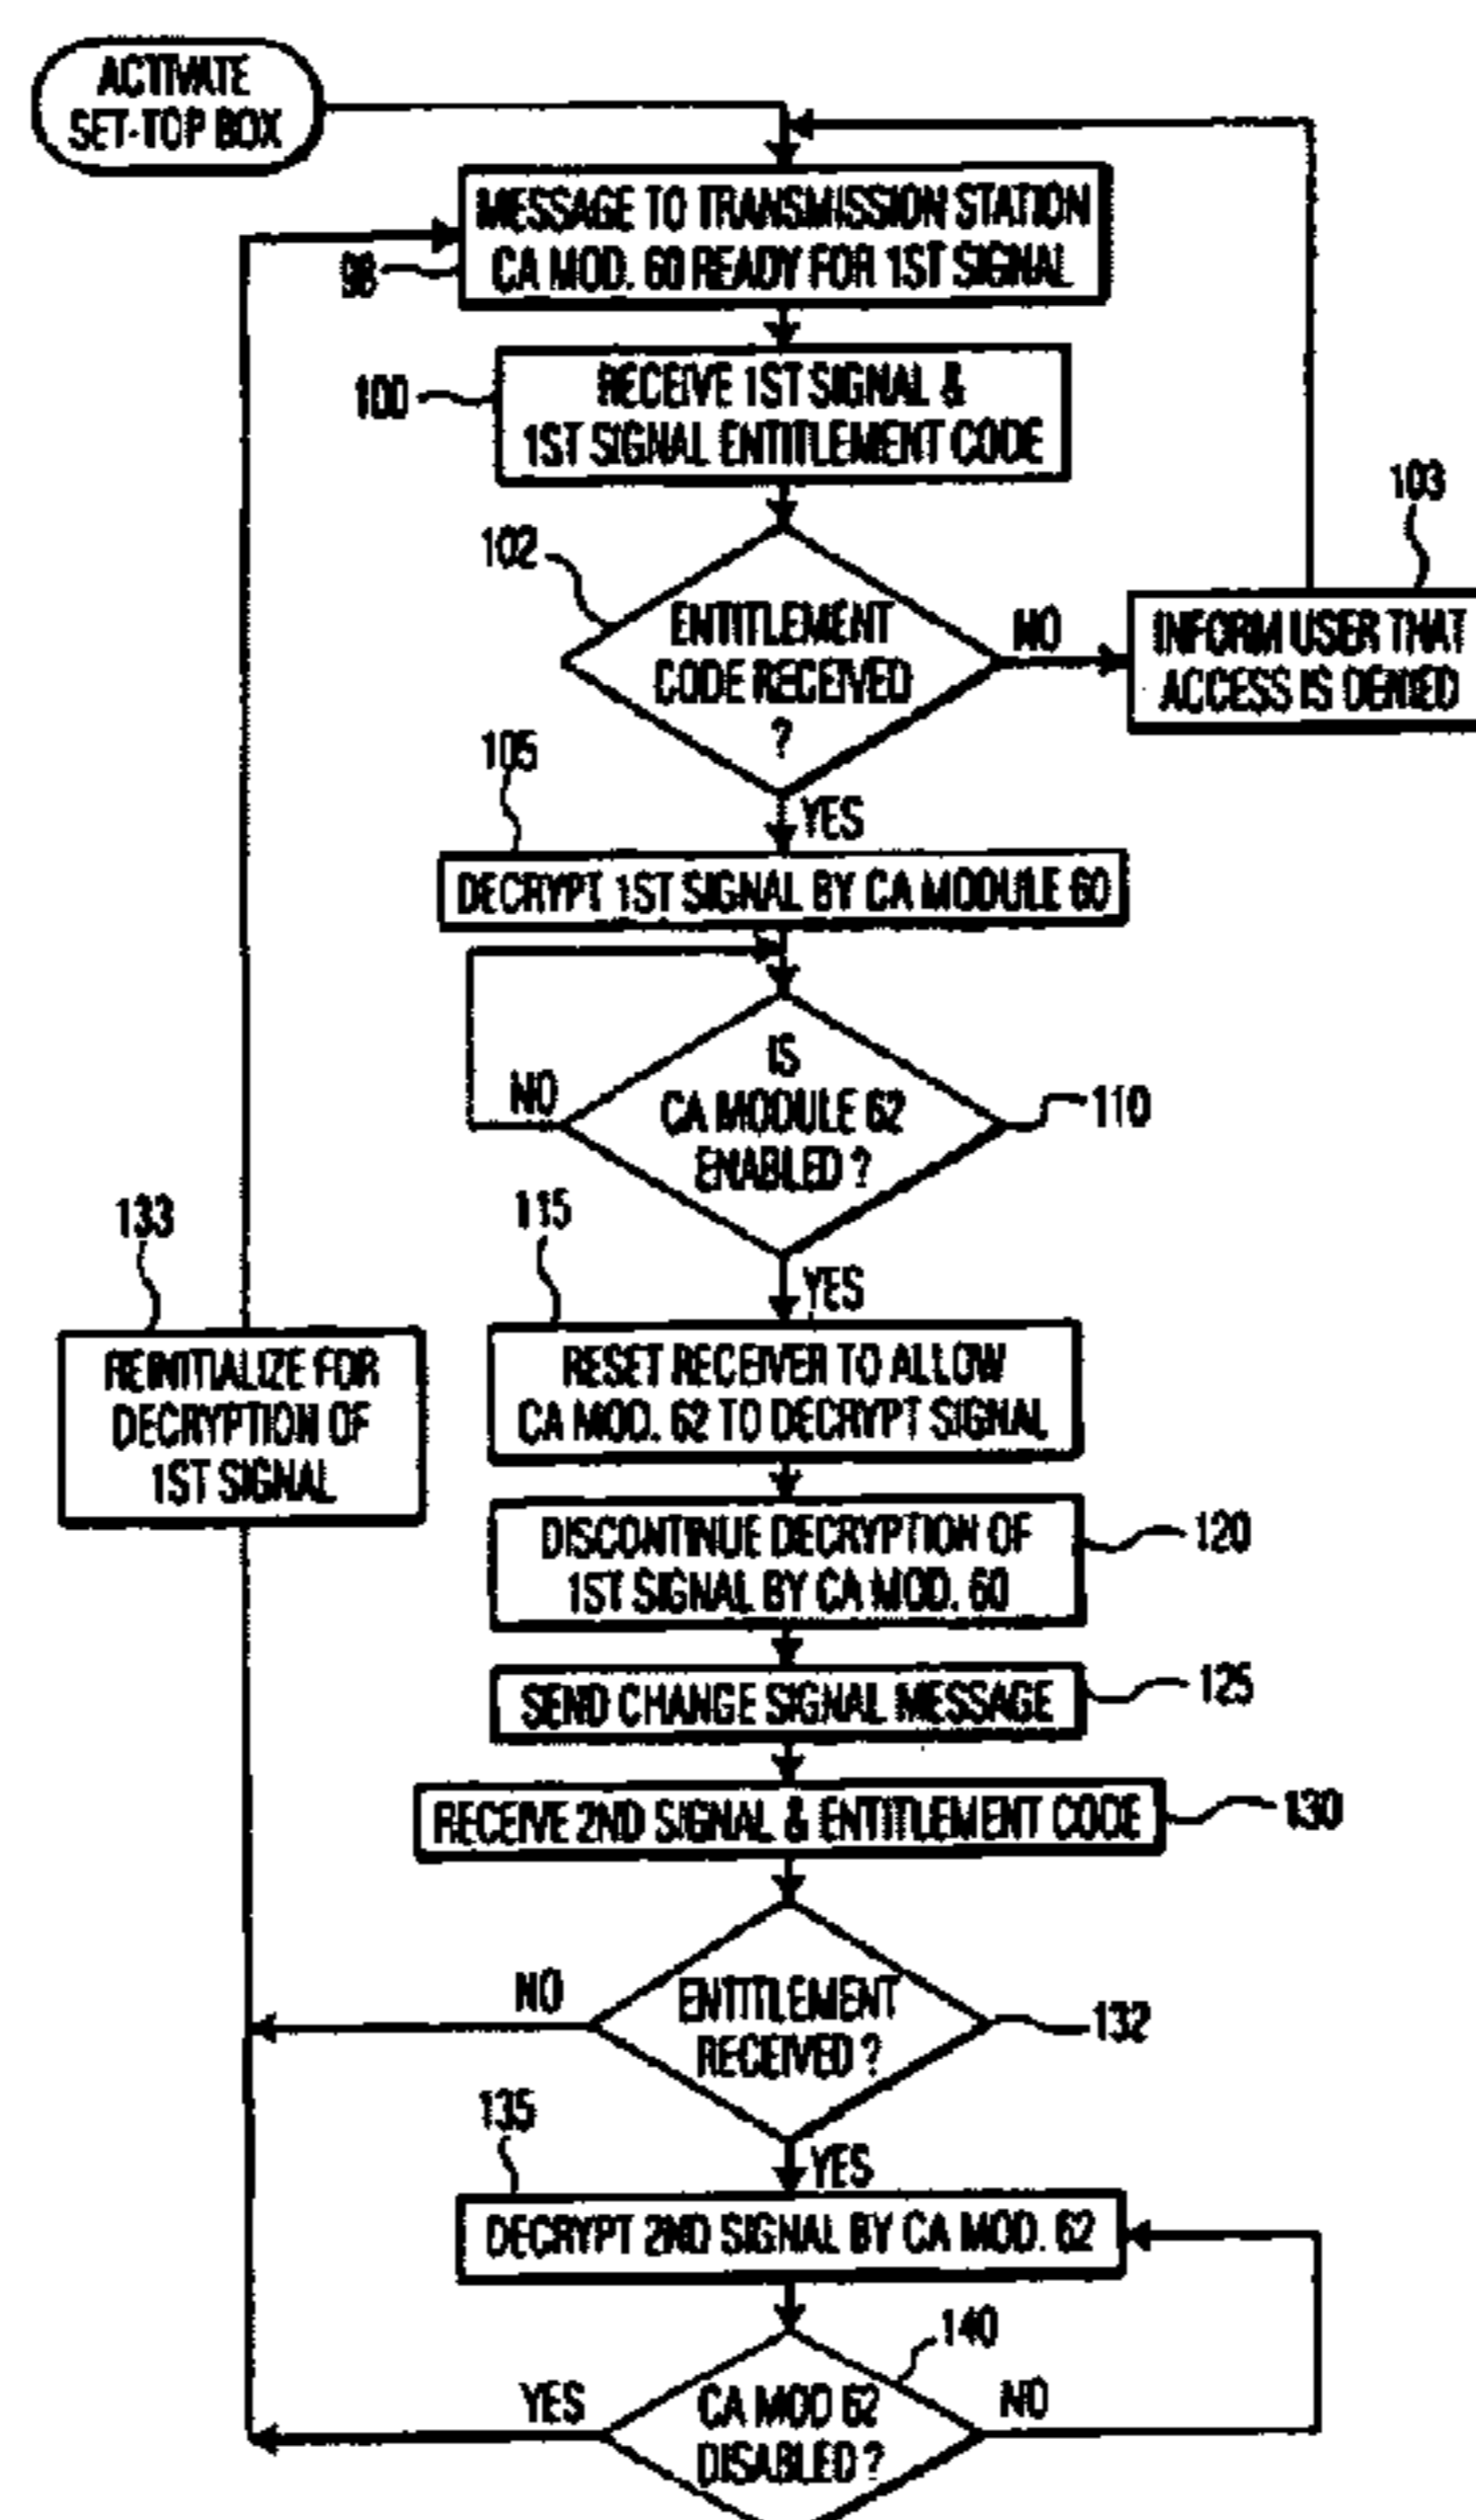 ACTIVATE
SET-TOP BOX
MESSAGE TO TRANSMISSION STATION
CA MOD. 60 READY FOR 1ST SIGNAL
98
RECEIVE 1ST SIGNAL &
1ST SIGNAL ENTITLEMENT CODE
100
103
102
ENTITLEMENT
CODE RECEIVED
?
NO
INFORM USER THAT
ACCESS IS DENIED
105
YES
DECRYPT 1ST SIGNAL BY CA MODULE 60
IS
CA MODULE 62
ENABLED ?
NO
110
115
133
YES
RESET RECEIVER TO ALLOW
CA MOD. 62 TO DECRYPT SIGNAL
REINITIALIZE FOR
DECRYPTION OF
1ST SIGNAL
DISCONTINUE DECRYPTION OF
1ST SIGNAL BY CA MOD. 60
120
SEND CHANGE SIGNAL MESSAGE
125
RECEIVE 2ND SIGNAL & ENTITLEMENT CODE
130
NO
ENTITLEMENT
RECEIVED ?
132
135
YES
DECRYPT 2ND SIGNAL BY CA MOD. 62
140
YES
CA MOD 62
DISABLED ?
NO